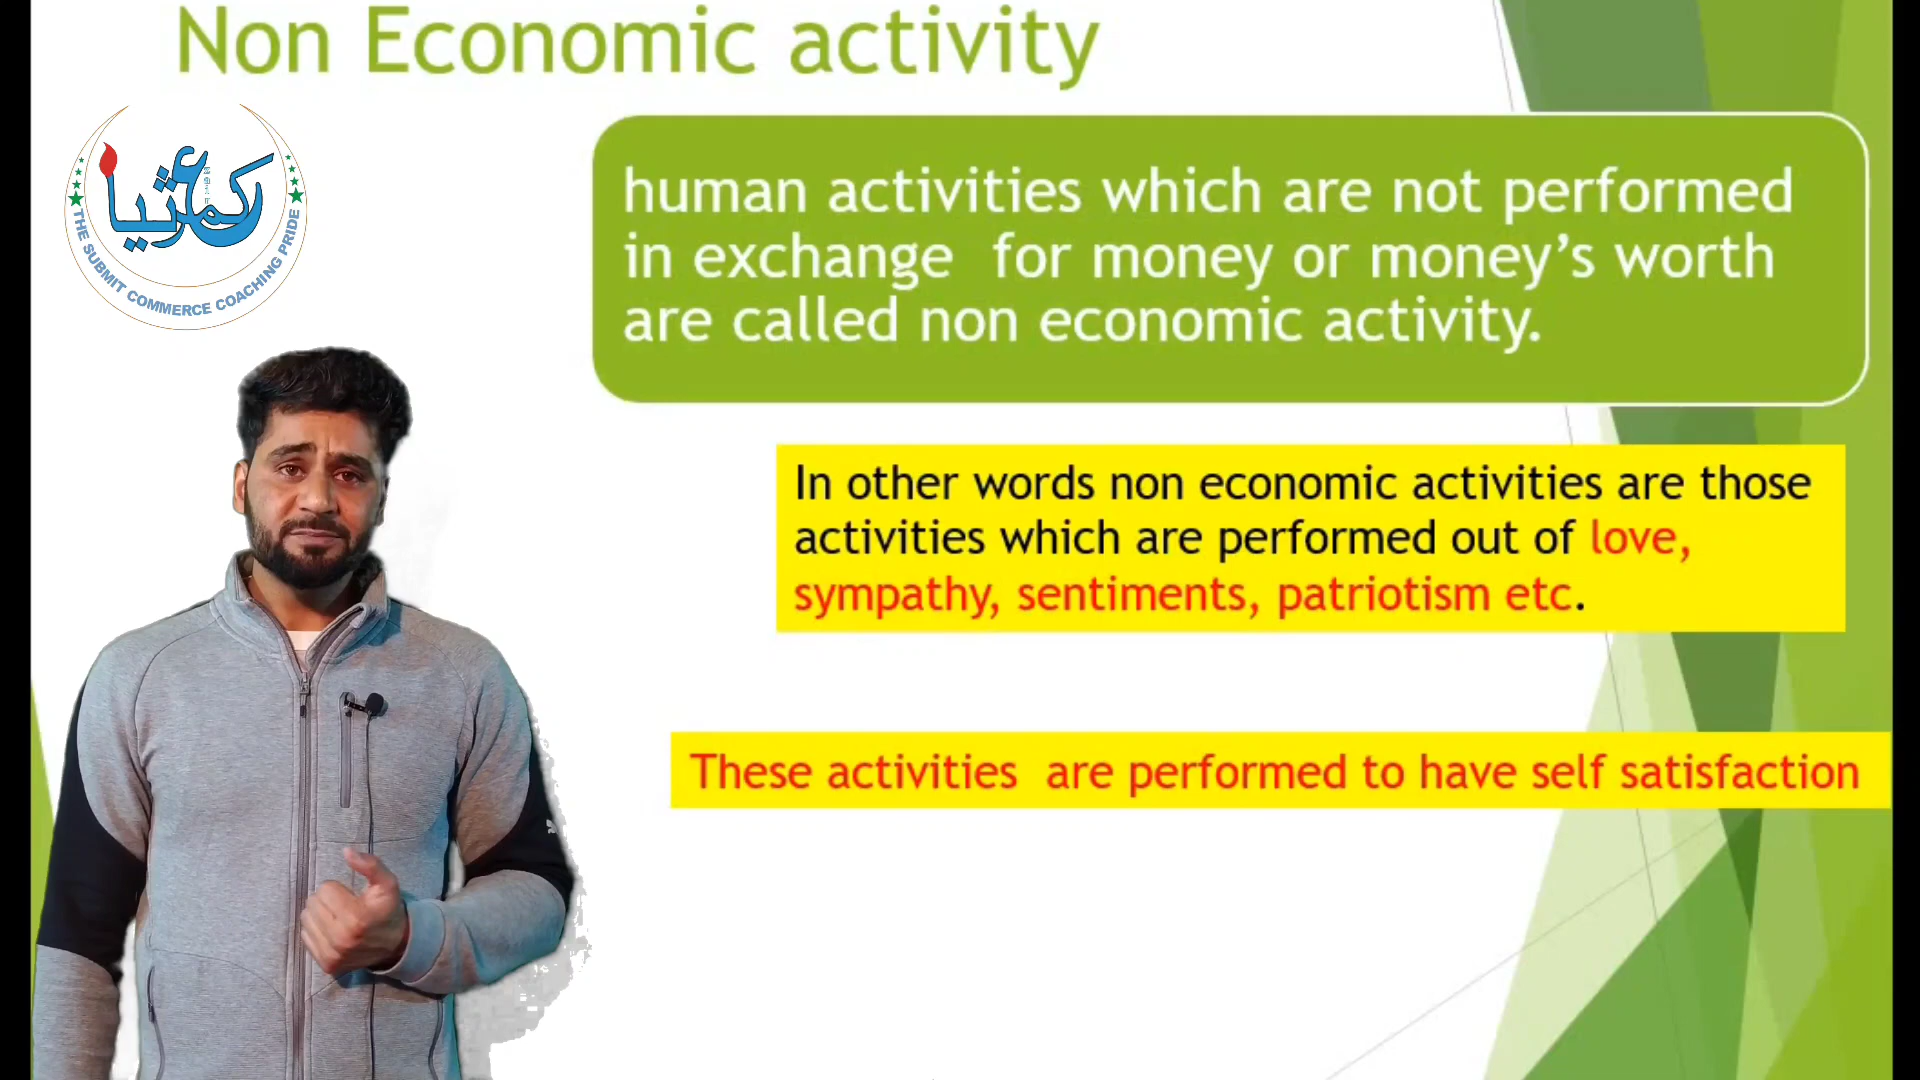 Non Economic activity
کامرثیا
THE SUBMIT COMMERCE COACHING PRIDE
human activities which are not performed
in exchange for money or money’s worth
are called non economic activity.
In other words non economic activities are those
activities which are performed out of love,
sympathy, sentiments, patriotism etc.
These activities are performed to have self satisfaction